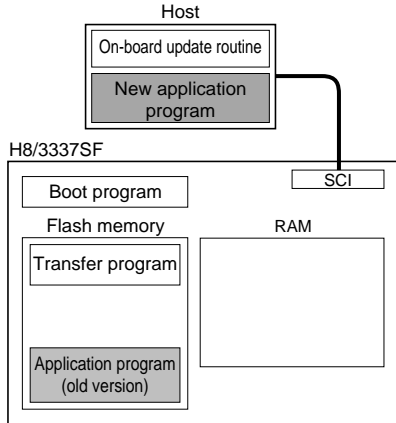 Host
On-board update routine
New application
program
H8/3337SF
SCI
Boot program
Flash memory
RAM
Transfer program
Application program
(old version)